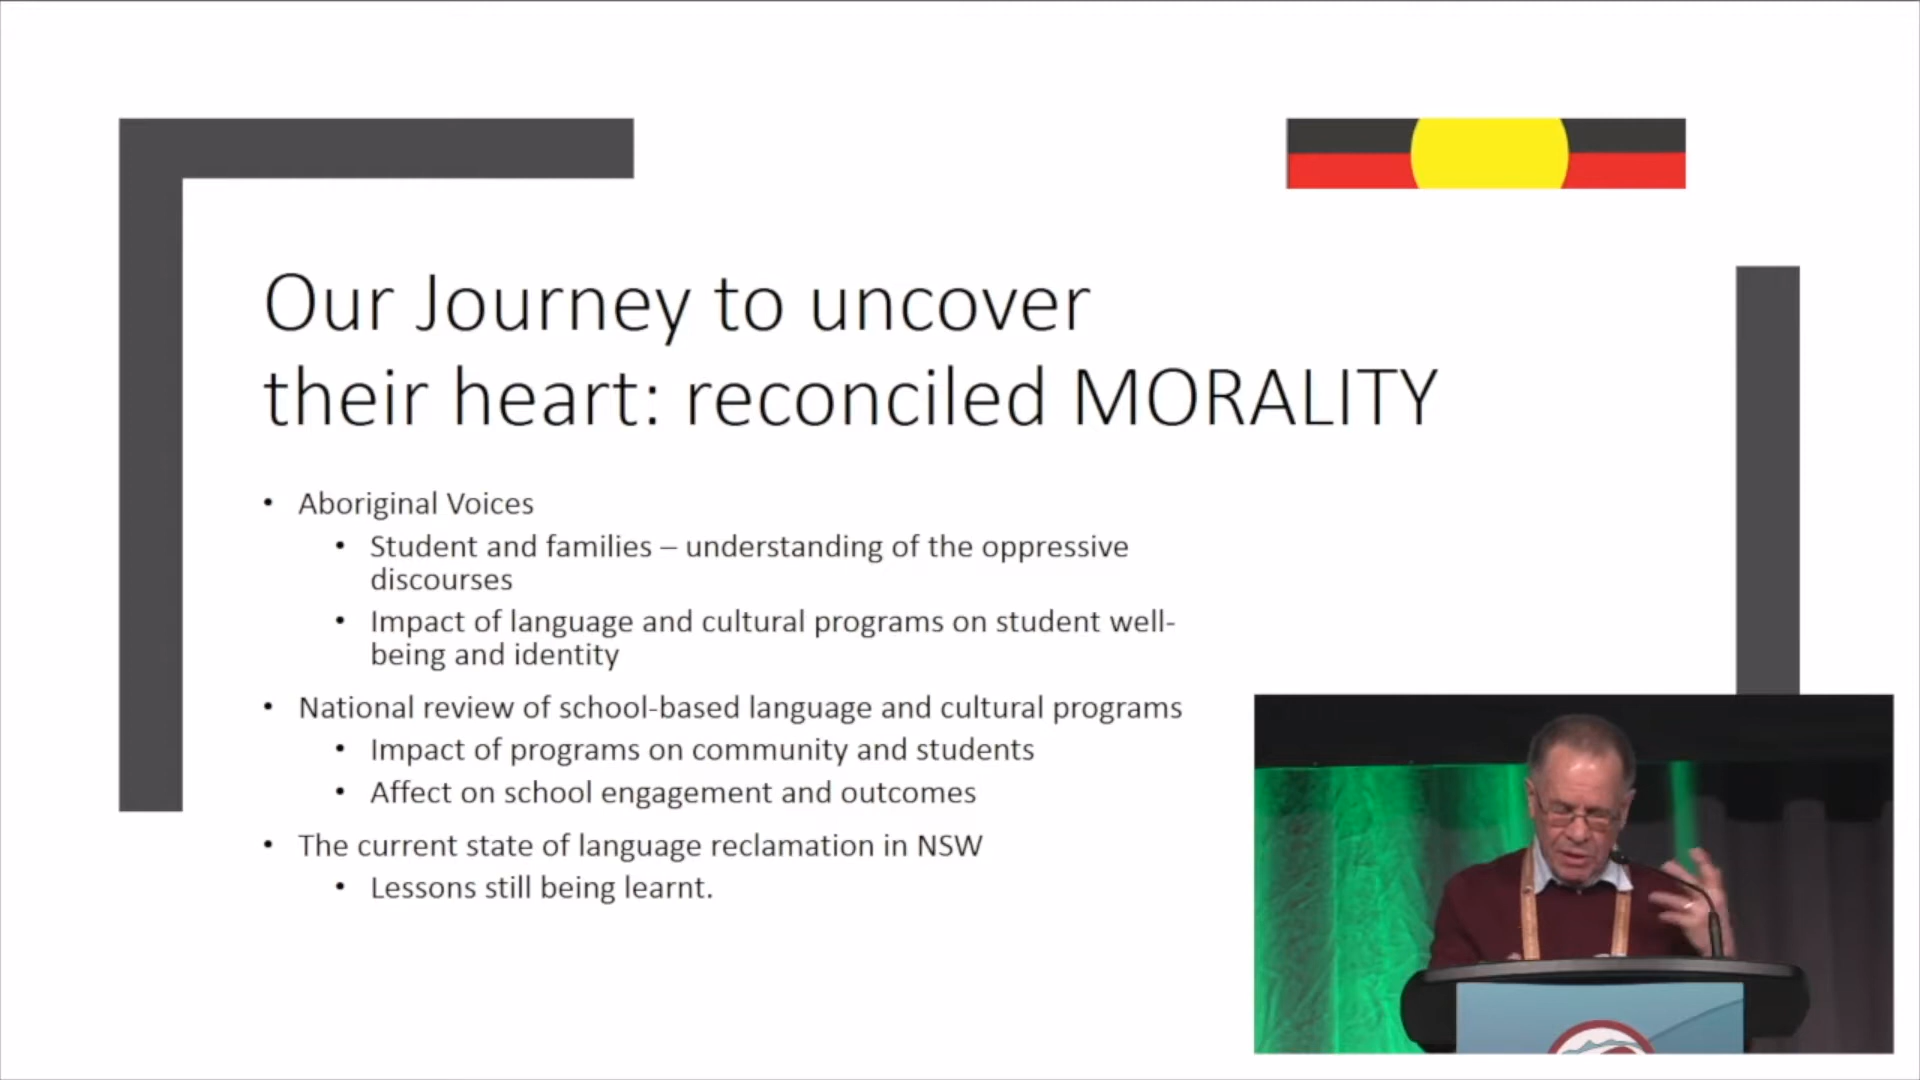 Our Journey to uncover
their heart: reconciled MORALITY
• Aboriginal Voices
• Student and families – understanding of the oppressive
discourses
• Impact of language and cultural programs on student well-
being and identity
• National review of school-based language and cultural programs
• Impact of programs on community and students
• Affect on school engagement and outcomes
• The current state of language reclamation in NSW
• Lessons still being learnt.